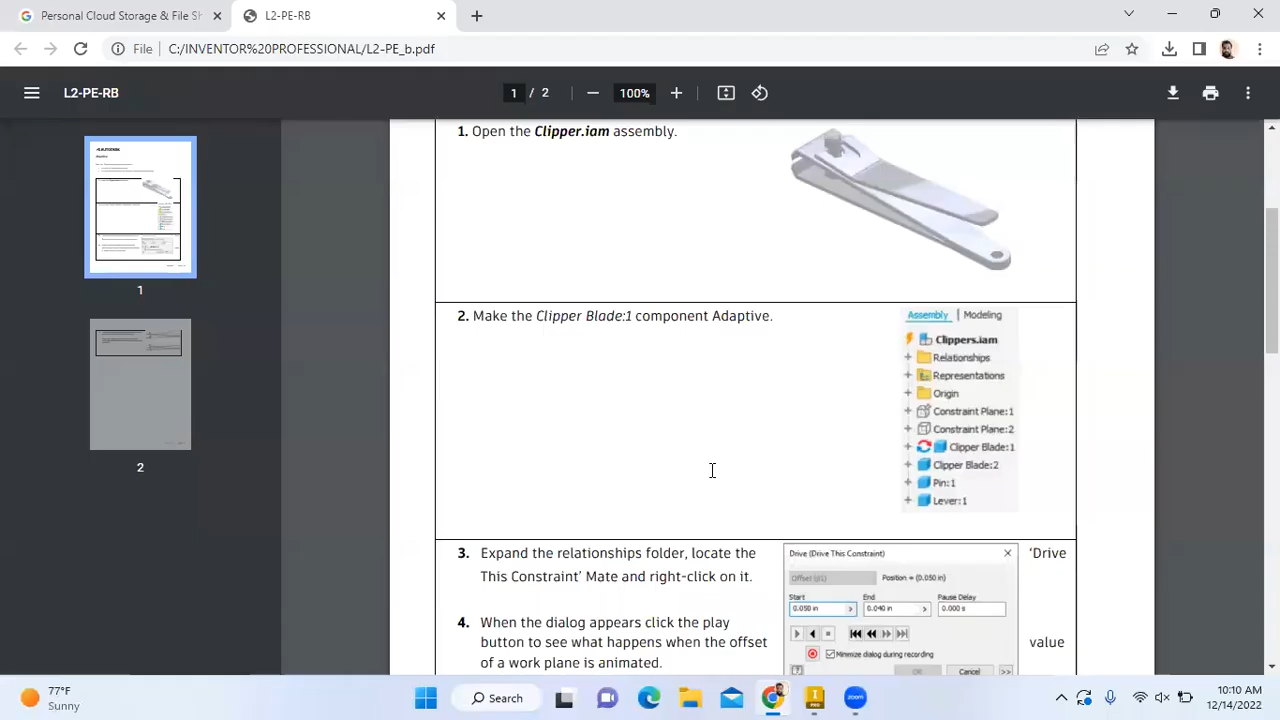 Personal Cloud Storage & File Sh
L2-PE-RB
File
C:/INVENTOR%20PROFESSIONAL/L2-PE_b.pdf
L2-PE-RB
1 / 2
100%
1. Open the Clipper.iam assembly.
2. Make the Clipper Blade:1 component Adaptive.
Assembly | Modeling
Clippers.iam
Relationships
Representations
Origin
Constraint Plane:1
Constraint Plane:2
Clipper Blade:1
Clipper Blade:2
Pin:1
Lever:1
3. Expand the relationships folder, locate the 'Drive
This Constraint' Mate and right-click on it.
4. When the dialog appears click the play
button to see what happens when the offset value
of a work plane is animated.
Drive (Drive This Constraint)
Position = (0.050 in)
Start End Pause Delay
0.050 in 0.040 in 0.000 s
Minimize dialog during recording
OK Cancel >>
1
2
77°F
Sunny
Search
PRO
zoom
10:10 AM
12/14/2022